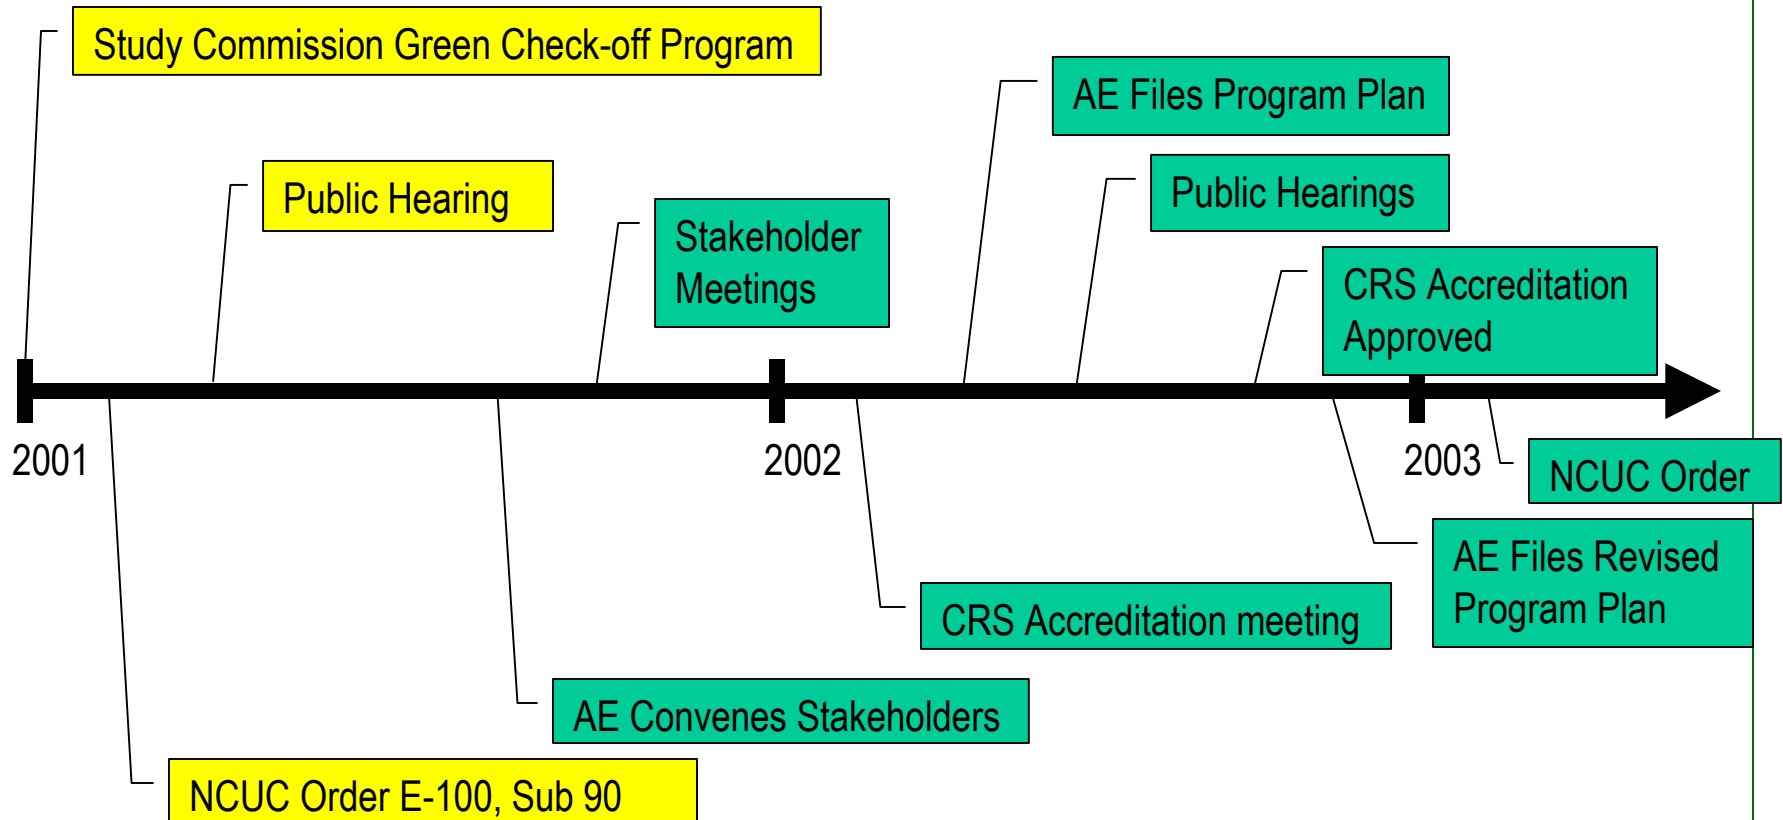 Study Commission Green Check-off Program
AE Files Program Plan
Public Hearing
Public Hearings
Stakeholder
Meetings
CRS Accreditation
Approved
2001
2002
2003
NCUC Order
AE Files Revised
Program Plan
CRS Accreditation meeting
AE Convenes Stakeholders
NCUC Order E-100, Sub 90